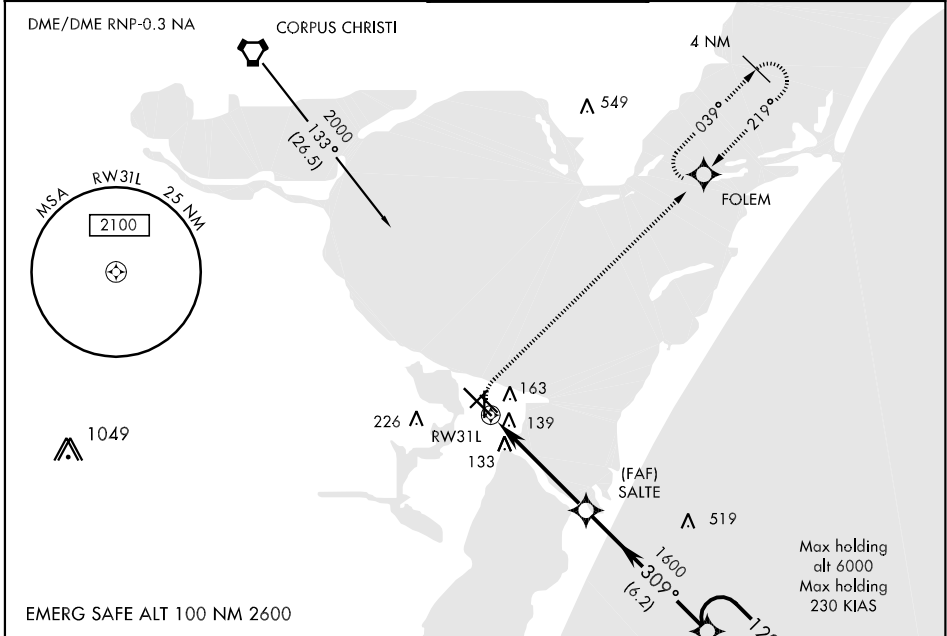 DME/DME RNP-0.3 NA
CORPUS CHRISTI
2000
133°
(26.5)
549
4 NM
039°
219°
FOLEM
MSA RW31L 25 NM
2100
163
226
139
RW31L
133
1049
(FAF)
SALTE
519
1600
309°
(6.2)
Max holding
alt 6000
Max holding
230 KIAS
EMERG SAFE ALT 100 NM 2600